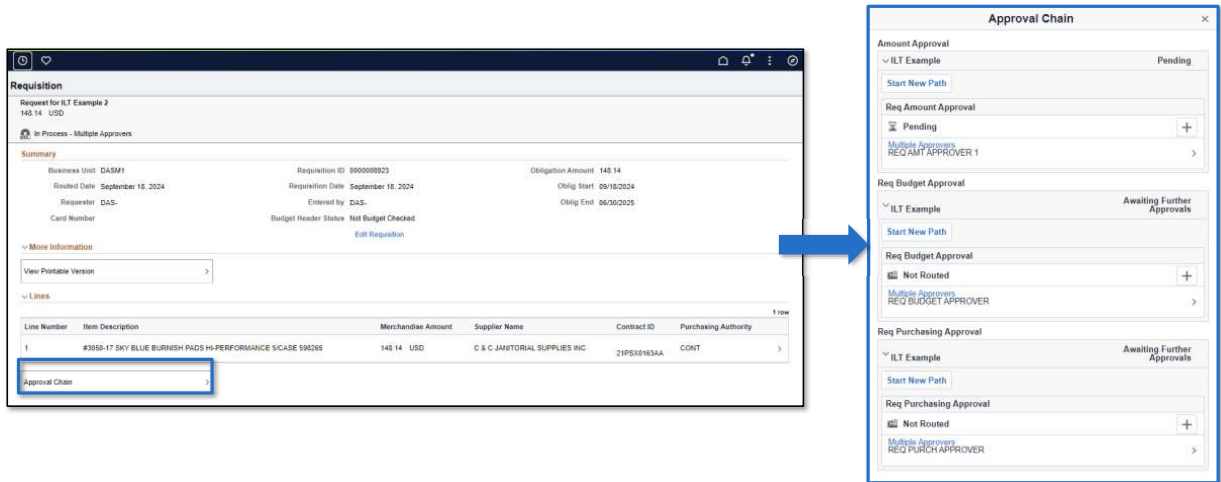 Requisition
Request for ILT Example 2
148.14 USD
In Process - Multiple Approvers
Summary
Business Unit DASM1 Requisition ID 0000008923 Obligation Amount 148.14
Routed Date September 18, 2024 Requisition Date September 18, 2024 Oblig Start 09/18/2024
Requester DAS- Entered by DAS- Oblig End 06/30/2025
Card Number Budget Header Status Not Budget Checked
Edit Requisition
More Information
View Printable Version
Lines
1 row
Line Number Item Description Merchandise Amount Supplier Name Contract ID Purchasing Authority
1 #3050-17 SKY BLUE BURNISH PADS HI-PERFORMANCE 5/CASE 598265 148.14 USD C & C JANITORIAL SUPPLIES INC 21PSX0163AA CONT
Approval Chain
Approval Chain ×
Amount Approval
ILT Example Pending
Start New Path
Req Amount Approval
Pending +
Multiple Approvers
REQ AMT APPROVER 1
Req Budget Approval
ILT Example Awaiting Further
Approvals
Start New Path
Req Budget Approval
Not Routed +
Multiple Approvers
REQ BUDGET APPROVER
Req Purchasing Approval
ILT Example Awaiting Further
Approvals
Start New Path
Req Purchasing Approval
Not Routed +
Multiple Approvers
REQ PURCH APPROVER